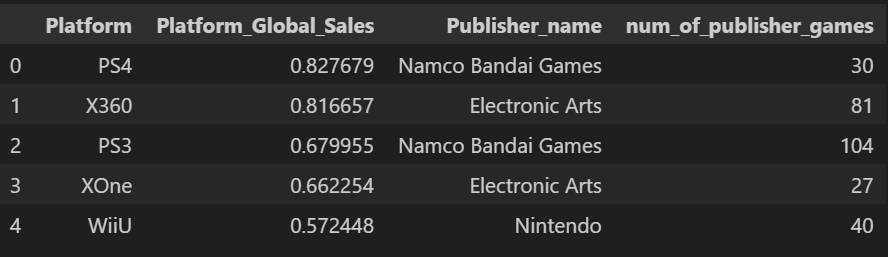 Platform Platform_Global_Sales Publisher_name num_of_publisher_games
0 PS4 0.827679 Namco Bandai Games 30
1 X360 0.816657 Electronic Arts 81
2 PS3 0.679955 Namco Bandai Games 104
3 XOne 0.662254 Electronic Arts 27
4 WiiU 0.572448 Nintendo 40